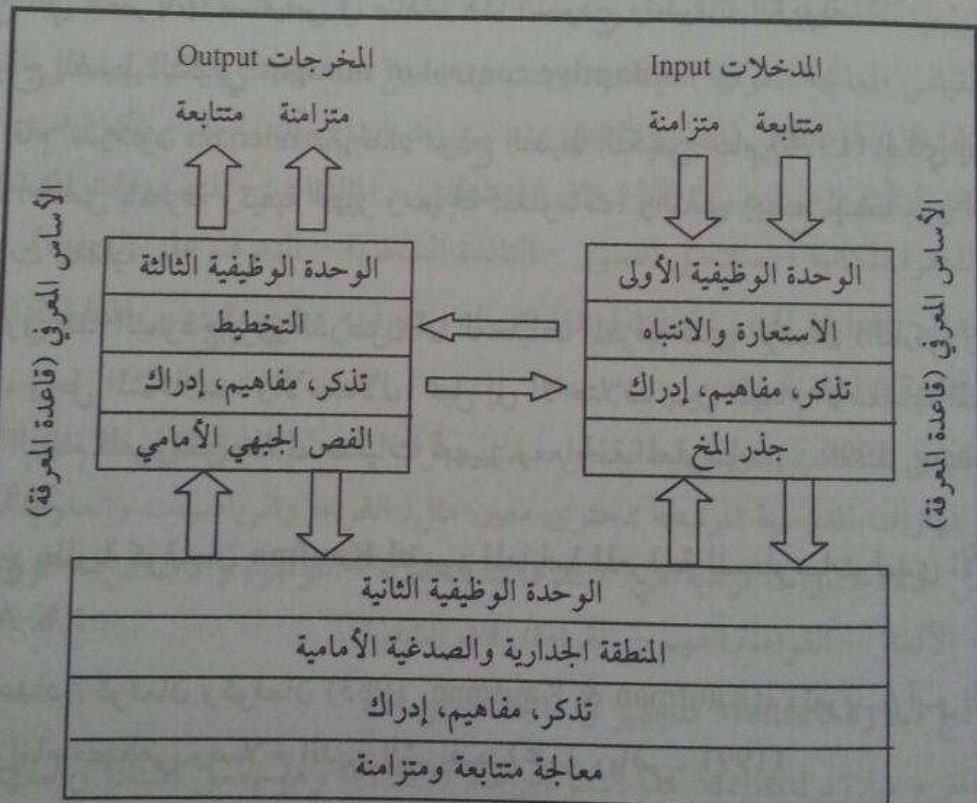 المدخلات Input
المخرجات Output
متتابعة متزامنة
متزامنة متتابعة
الأساس المعرفي (قاعدة المعرفة)
الوحدة الوظيفية الأولى
الاستعارة والانتباه
تذكر، مفاهيم، إدراك
جذر المخ
الوحدة الوظيفية الثالثة
التخطيط
تذكر، مفاهيم، إدراك
الفص الجبهي الأمامي
الأساس المعرفي (قاعدة المعرفة)
الوحدة الوظيفية الثانية
المنطقة الجدارية والصدغية الأمامية
تذكر، مفاهيم، إدراك
معالجة متتابعة ومتزامنة